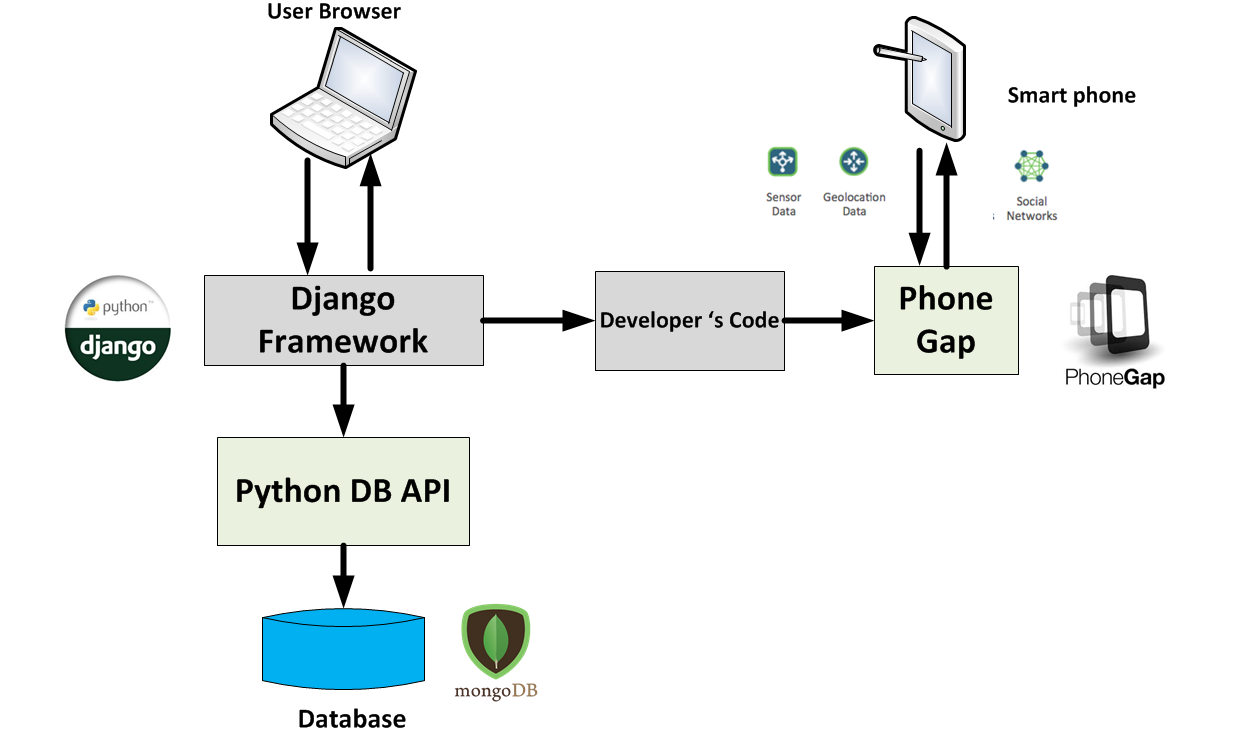 User Browser
Smart phone
Sensor
Data
Geolocation
Data
s
Social
Networks
python
django
Django
Framework
Developer ‘s Code
Phone
Gap
PhoneGap
Python DB API
mongoDB
Database